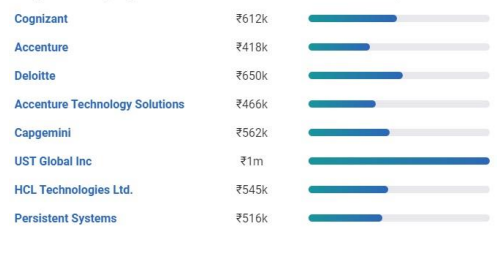 Cognizant ₹612k
Accenture ₹418k
Deloitte ₹650k
Accenture Technology Solutions ₹466k
Capgemini ₹562k
UST Global Inc ₹1m
HCL Technologies Ltd. ₹545k
Persistent Systems ₹516k